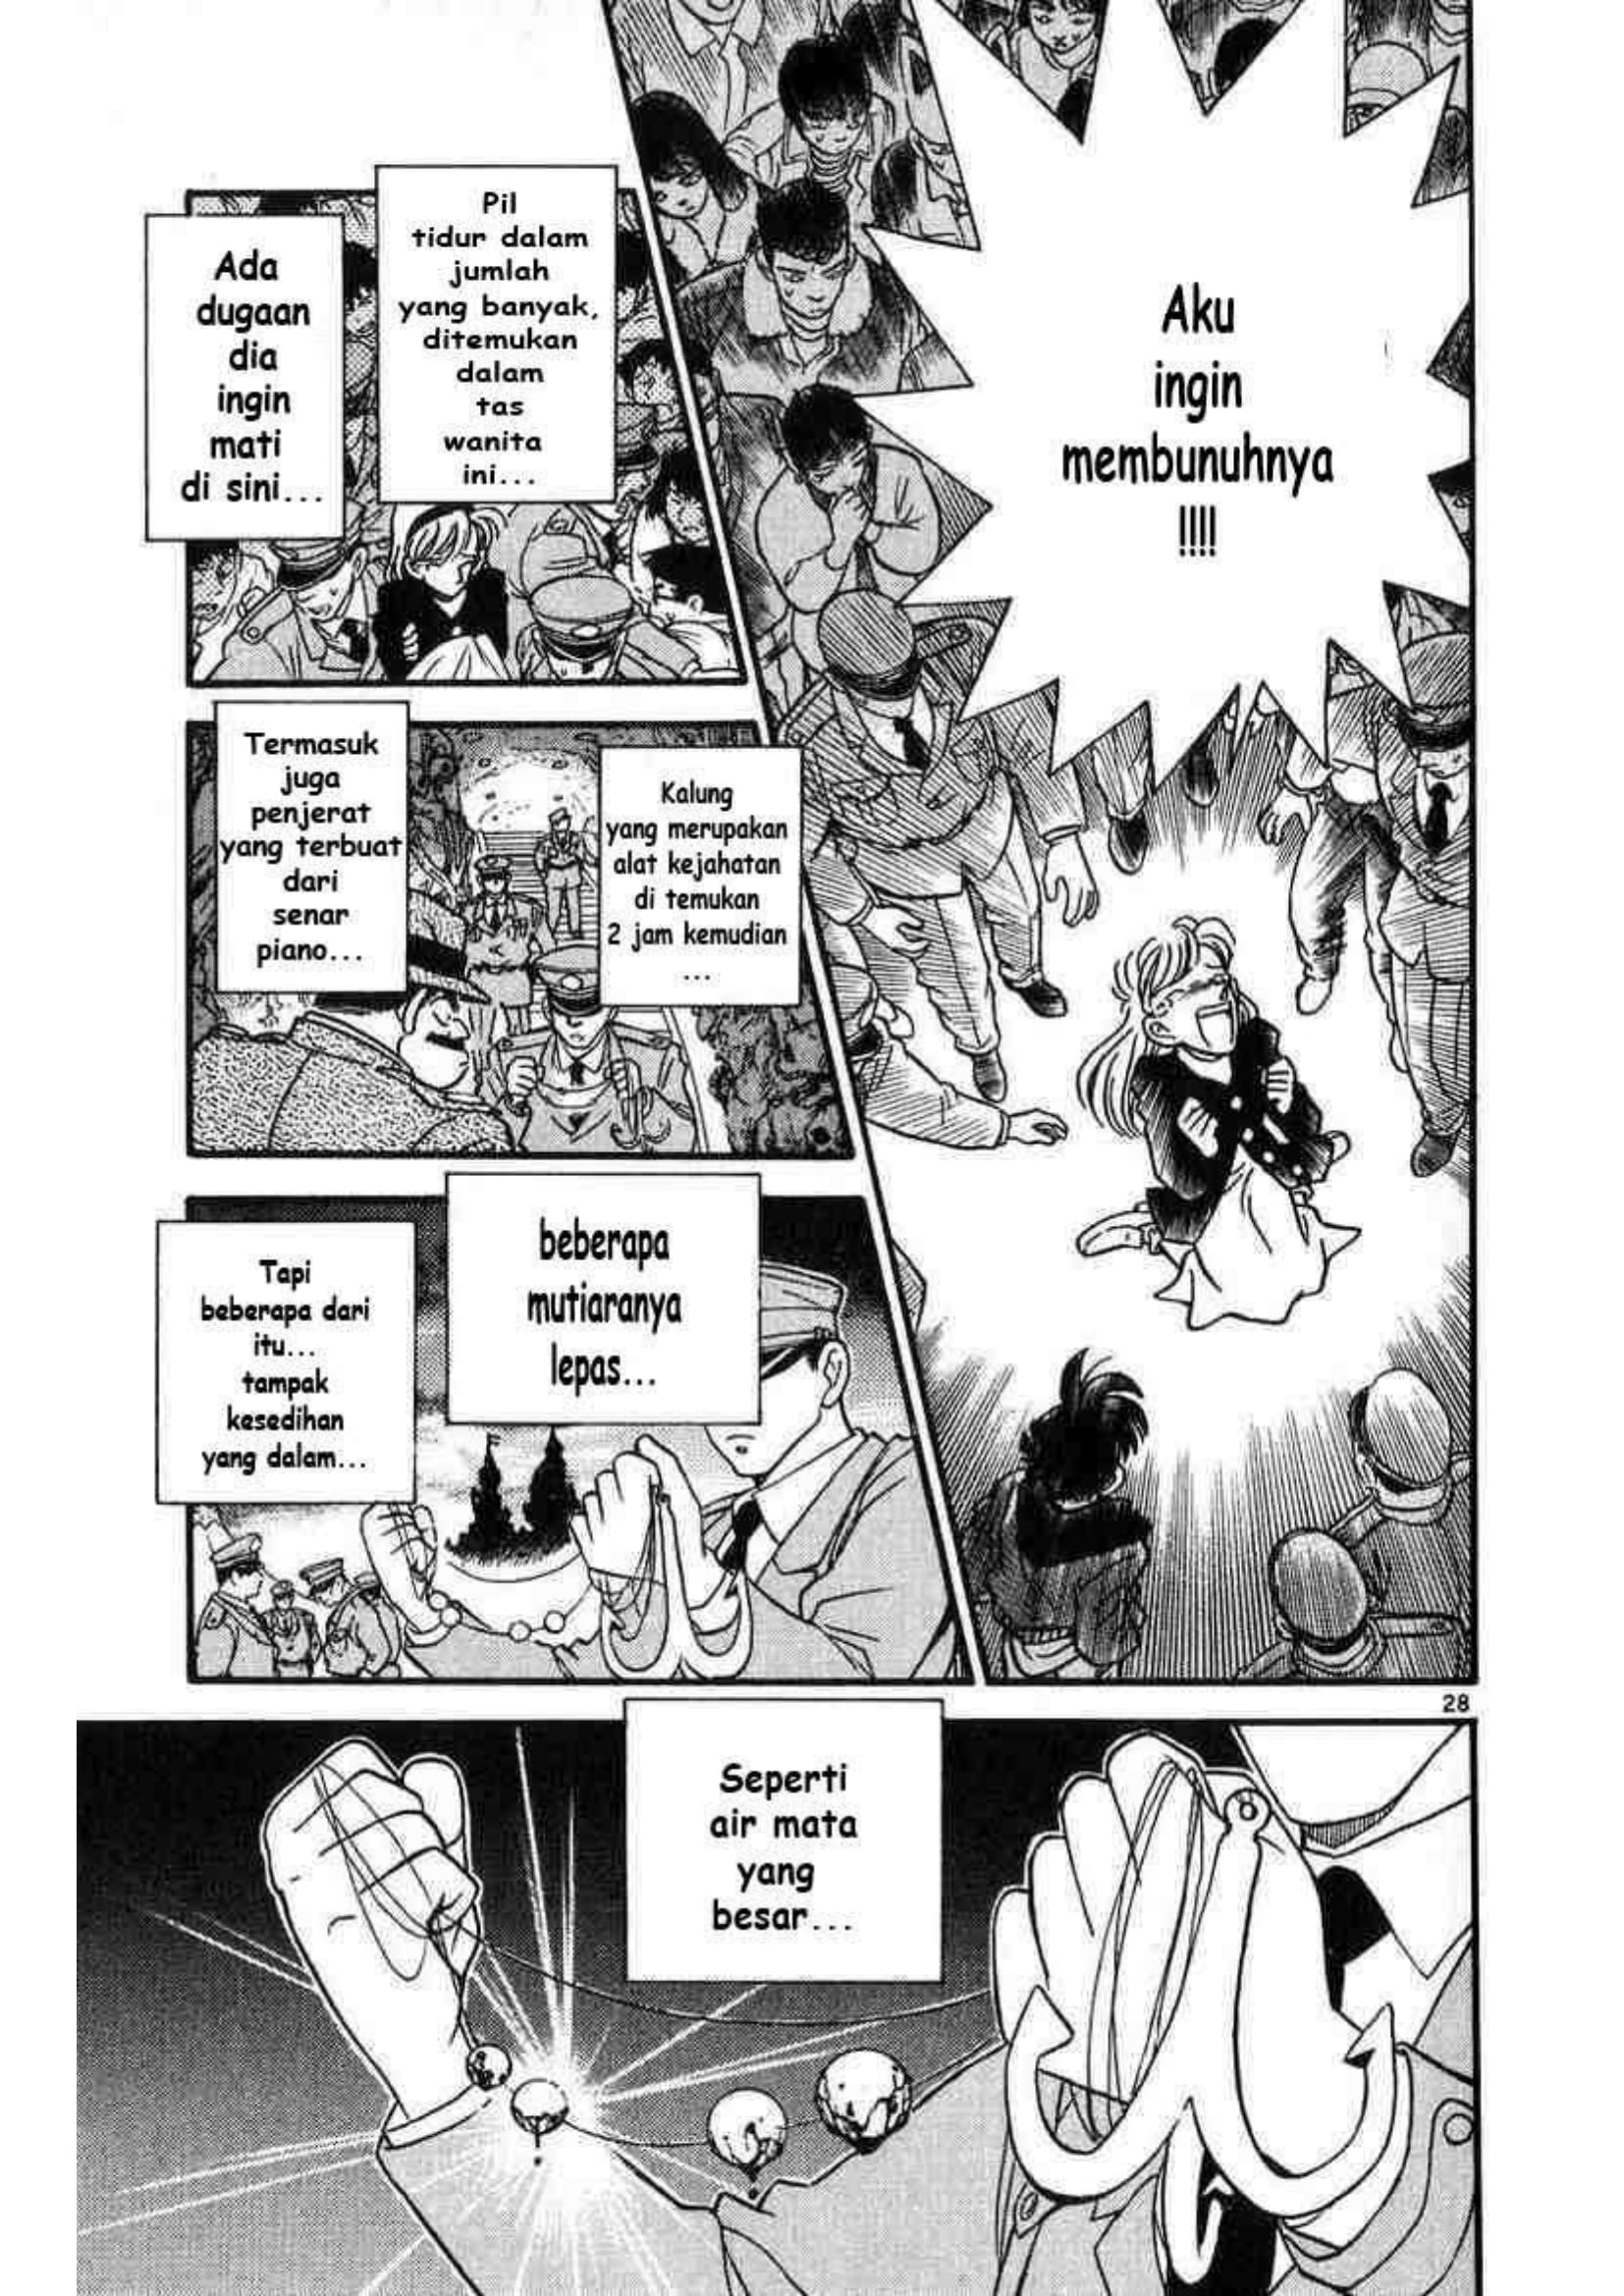 Aku
ingin
membunuhnya
!!!!
Pil
tidur dalam
jumlah
yang banyak,
ditemukan
dalam
tas
wanita
ini...
Ada
dugaan
dia
ingin
mati
di sini...
Kalung
yang merupakan
alat kejahatan
di temukan
2 jam kemudian
...
Termasuk
juga
penjerat
yang terbuat
dari
senar
piano...
beberapa
mutiaranya
lepas...
Tapi
beberapa dari
itu...
tampak
kesedihan
yang dalam...
28
Seperti
air mata
yang
besar...